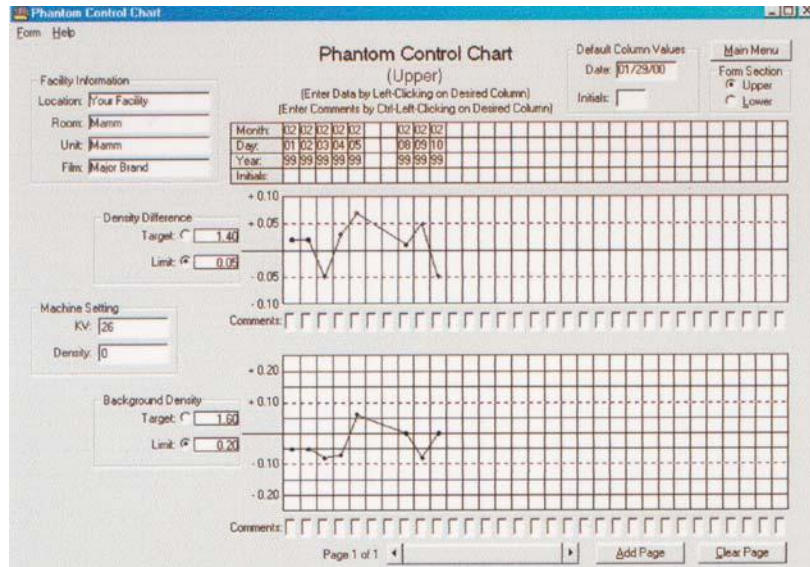 Phantom Control Chart
Form Help
Phantom Control Chart
(Upper)
(Enter Data by Left-Clicking on Desired Column)
(Enter Comments by Ctrl-Left-Clicking on Desired Column)
Default Column Values
Date: 01/29/00
Initials:
Main Menu
Form Section
Upper
Lower
Facility Information
Location: Your Facility
Room: Mamm
Unit: Mamm
Film: Major Brand
Month: 02 02 02 02 02 02 02 02
Day: 01 02 03 04 05 08 09 10
Year: 99 99 99 99 99 99 99 99
Initials:
+ 0.10
+ 0.05
- 0.05
- 0.10
Density Difference
Target: 1.40
Limit: 0.05
Comments:
Machine Setting
KV: 26
Density: 0
+ 0.20
+ 0.10
- 0.10
- 0.20
Background Density
Target: 1.60
Limit: 0.20
Comments:
Page 1 of 1
Add Page
Clear Page